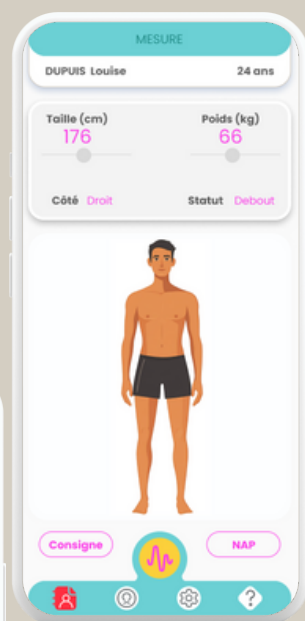 MESURE
DUPUIS Louise 24 ans
Taille (cm) Poids (kg)
176 66
Côté Droit Statut Debout
Consigne NAP
?